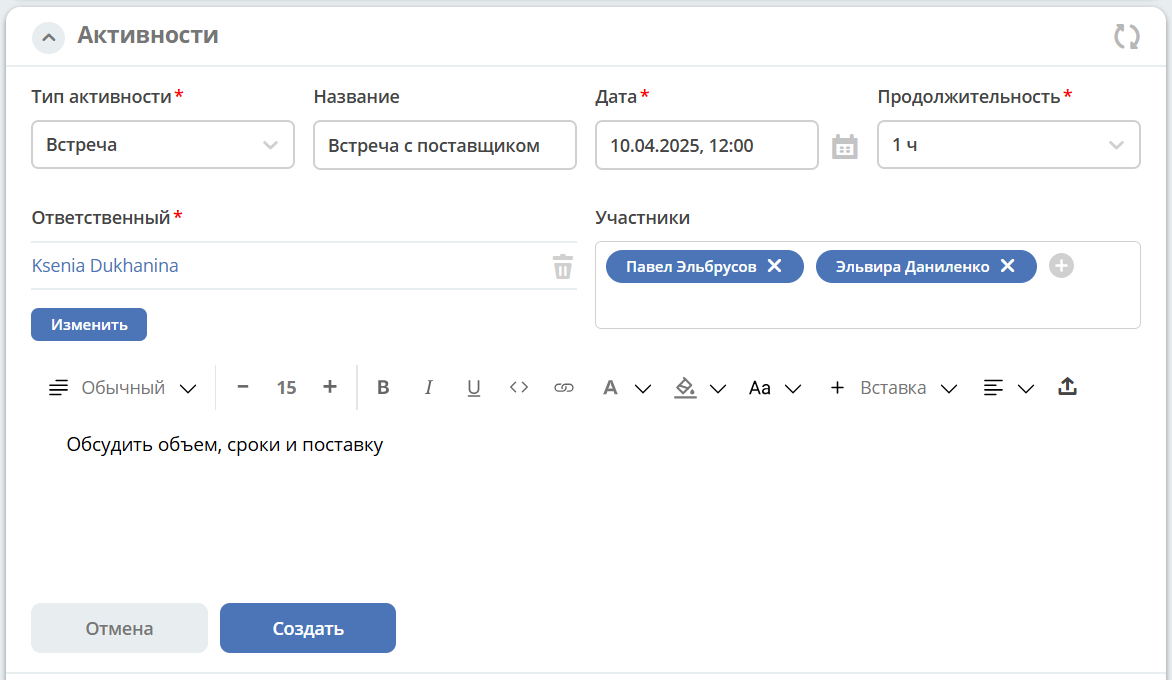 Активности
Тип активности* Название Дата* Продолжительность*
Встреча Встреча с поставщиком 10.04.2025, 12:00 1 ч
Ответственный* Участники
Ksenia Dukhanina Павел Эльбрусов Эльвира Даниленко
Изменить
Обычный − 15 + B I U <> A Aa + Вставка
Обсудить объем, сроки и поставку
Отмена Создать